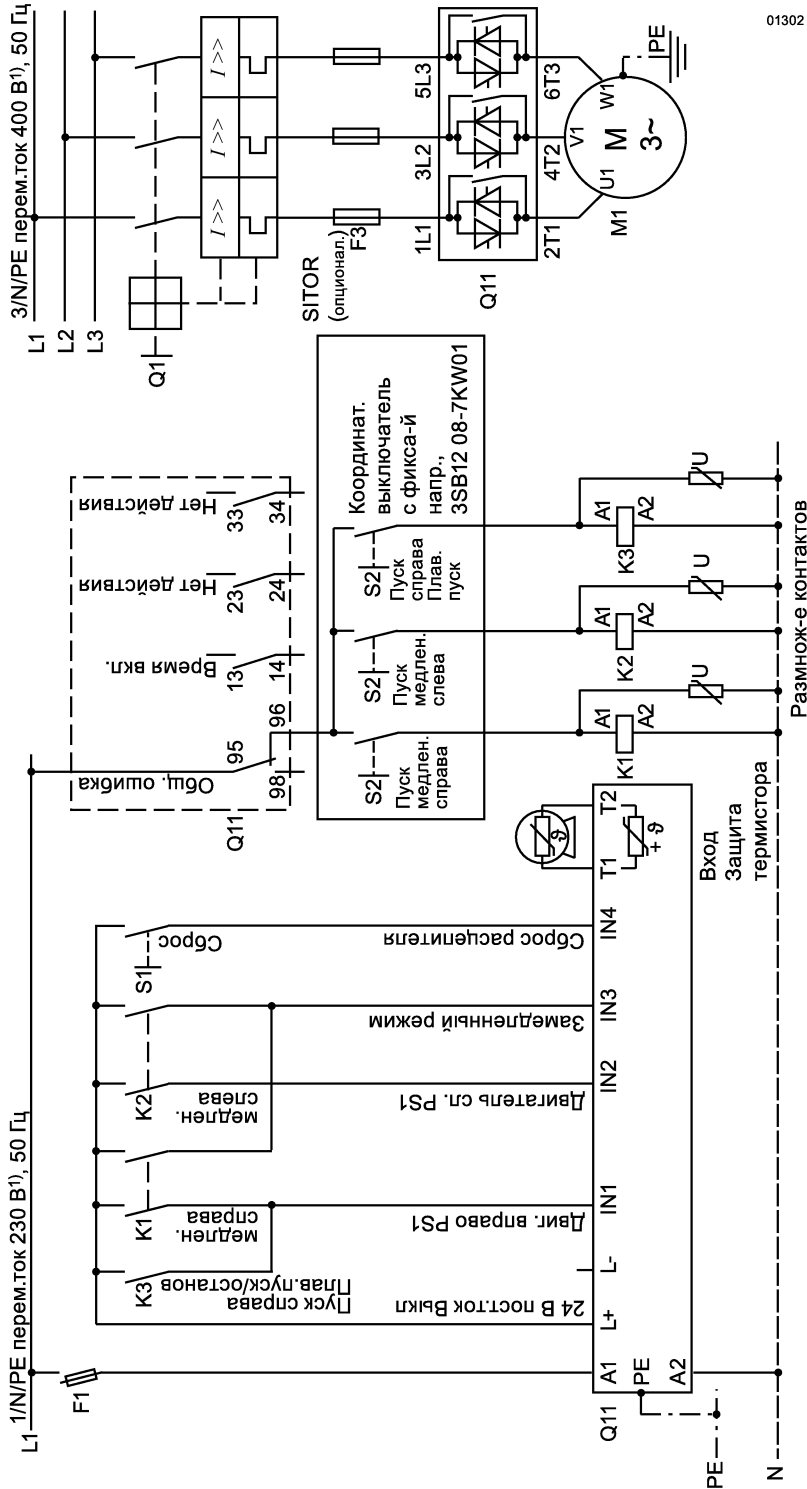 01302
3/N/PE перем.ток 400 В1), 50 Гц
L1
L2
L3
Q1
I >>
I >>
I >>
SITOR
(опционал.)
F3
1L1
3L2
5L3
2T1
4T2
6T3
Q11
U1
V1
W1
M
3~
M1
PE
1/N/PE перем.ток 230 В1), 50 Гц
L1
F1
Q11
Общ. ошибка
95
96
98
Время вкл.
13
14
Нет действия
23
24
Нет действия
33
34
Координат.
выключатель
с фикса-й
напр.,
3SB12 08-7KW01
S2
Пуск
медлен.
справа
S2
Пуск
медлен.
слева
S2
Пуск
справа
Плав.
пуск
K1
A1
A2
U
K2
A1
A2
U
K3
A1
A2
U
Размнож-е контактов
K3
Пуск справа
Плав.пуск/останов
K1
медлен.
справа
K2
медлен.
слева
S1
Сброс
24 В пост.ток Выкл
Двиг. вправо PS1
Двигатель сл. PS1
Замедленный режим
Сброс расцепителя
A1
L+
L-
IN1
IN2
IN3
IN4
T1
T2
PE
A2
Q11
ϑ
+ ϑ
Вход
Защита
термистора
PE
N